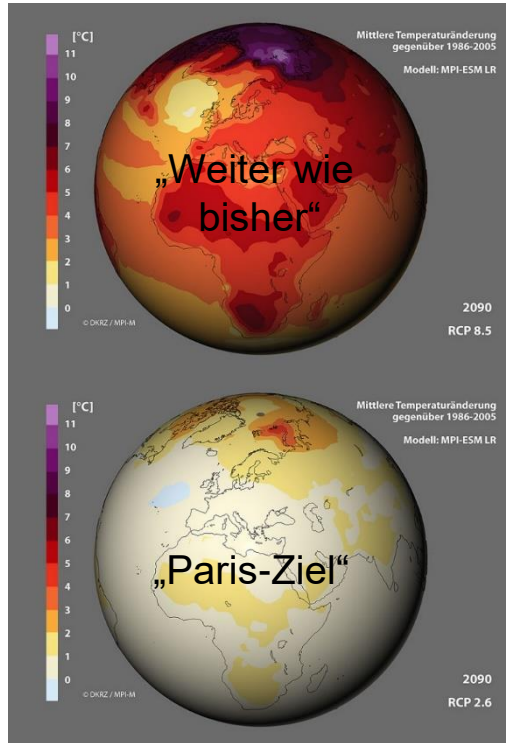 [°C]
11
10
9
8
7
6
5
4
3
2
1
0
© DKRZ / MPI-M
Mittlere Temperaturänderung
gegenüber 1986-2005
Modell: MPI-ESM LR
„Weiter wie
bisher“
2090
RCP 8.5
[°C]
11
10
9
8
7
6
5
4
3
2
1
0
© DKRZ / MPI-M
Mittlere Temperaturänderung
gegenüber 1986-2005
Modell: MPI-ESM LR
„Paris-Ziel“
2090
RCP 2.6